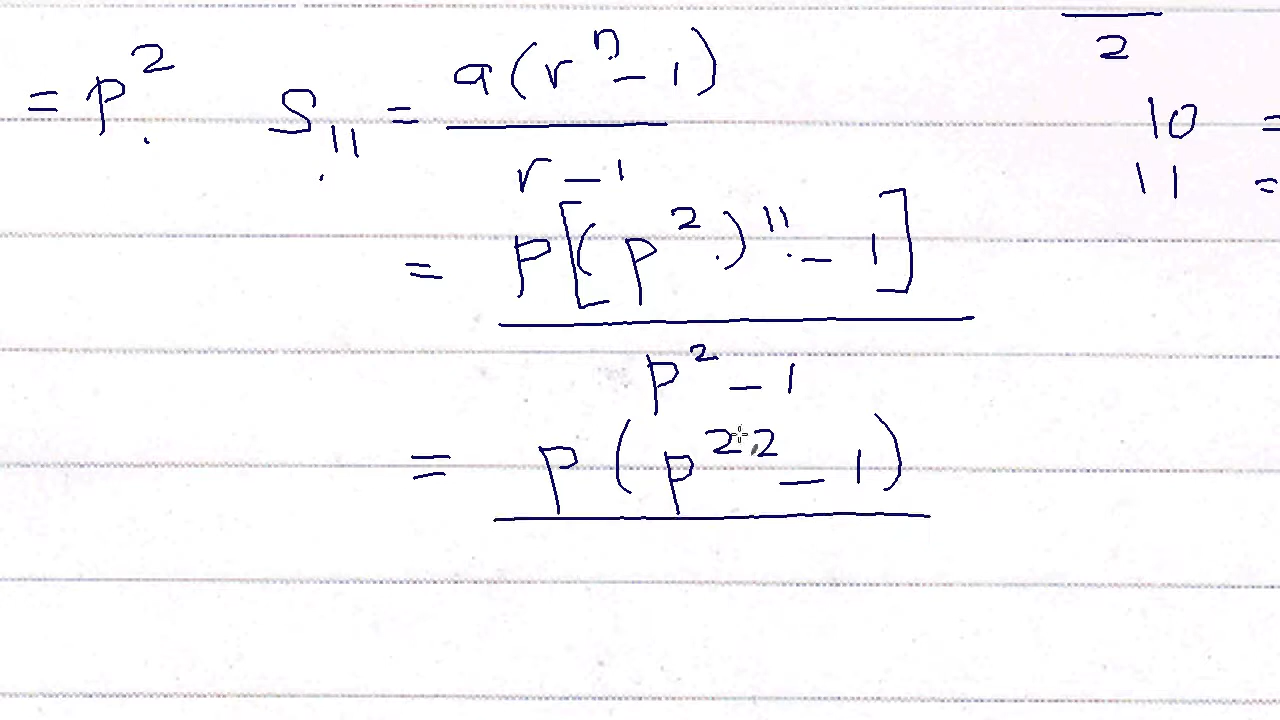 = p² S₁₁ = a(rⁿ - 1)
r - 1
= p[(p²)¹¹ - 1]
p² - 1
= p(p²² - 1)
2
10 =
11 =